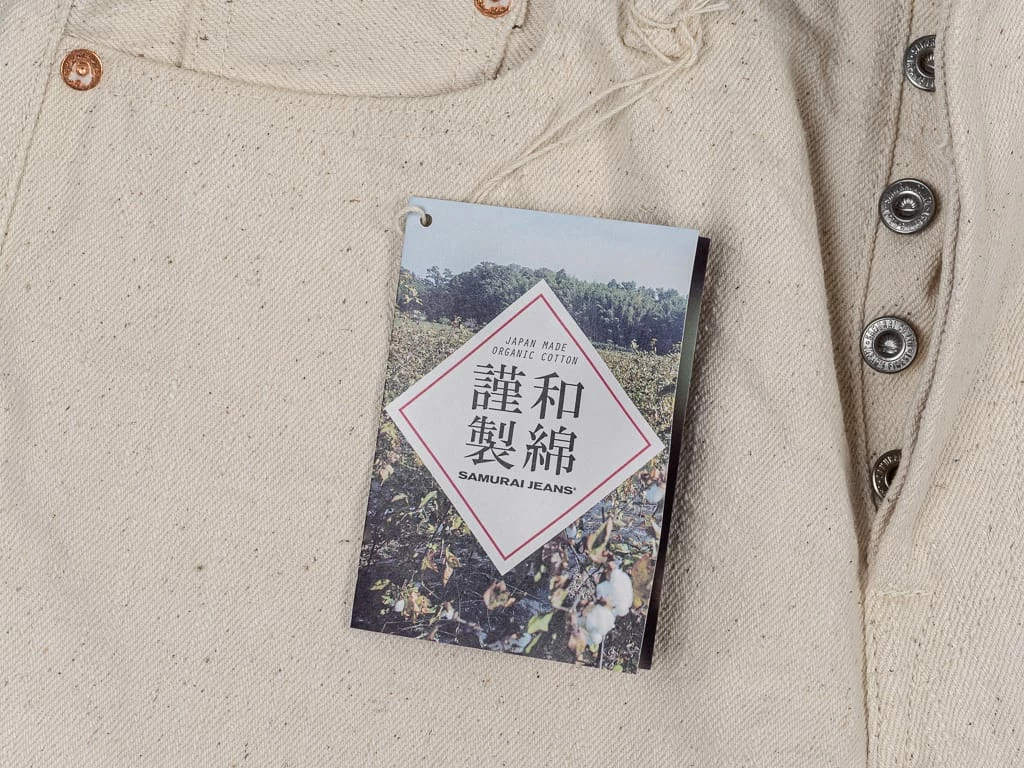 JAPAN MADE
ORGANIC COTTON
和綿
謹製
SAMURAI JEANS®